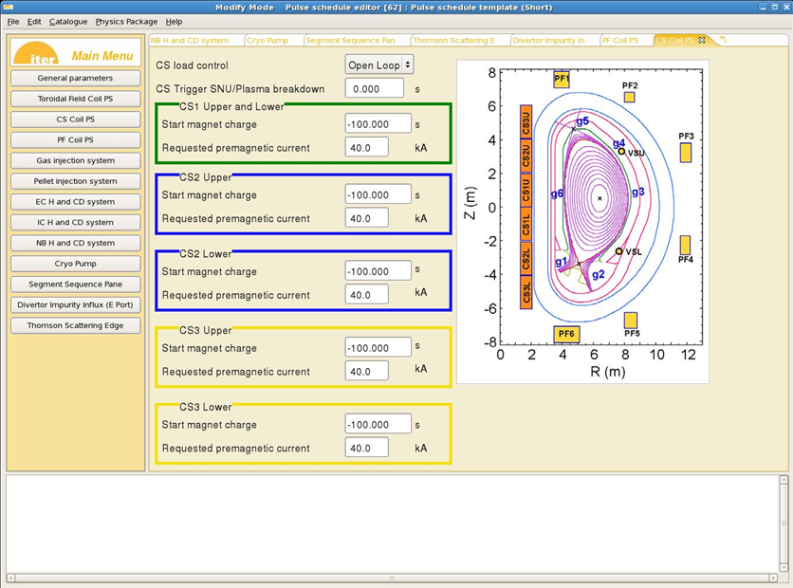 Modify Mode Pulse schedule editor [62] : Pulse schedule template (Short)
File Edit Catalogue Physics Package Help
NB H and CD system Cryo Pump Segment Sequence Pan Thomson Scattering E Divertor Impurity In PF Coil PS CS Coil PS
iter Main Menu
General parameters
Toroidal Field Coil PS
CS Coil PS
PF Coil PS
Gas injection system
Pellet injection system
EC H and CD system
IC H and CD system
NB H and CD system
Cryo Pump
Segment Sequence Pane
Divertor Impurity Influx (E Port)
Thomson Scattering Edge
CS load control Open Loop
CS Trigger SNU/Plasma breakdown 0.000 s
CS1 Upper and Lower
Start magnet charge -100.000 s
Requested premagnetic current 40.0 kA
CS2 Upper
Start magnet charge -100.000 s
Requested premagnetic current 40.0 kA
CS2 Lower
Start magnet charge -100.000 s
Requested premagnetic current 40.0 kA
CS3 Upper
Start magnet charge -100.000 s
Requested premagnetic current 40.0 kA
CS3 Lower
Start magnet charge -100.000 s
Requested premagnetic current 40.0 kA
Z (m)
8
6
4
2
0
-2
-4
-6
-8
CS3U
CS2U
CS1U
CS1L
CS2L
CS3L
PF1
PF2
PF3
PF4
PF5
PF6
g5
g4
VSU
g6
g3
g1
g2
VSL
0 2 4 6 8 10 12
R (m)